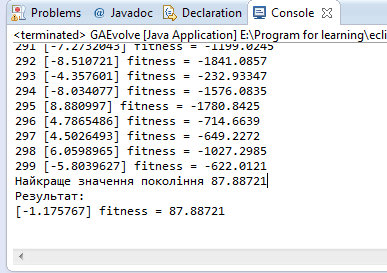 Problems @ Javadoc Declaration Console
<terminated> GAEvolve [Java Application] E:\Program for learning\ecli
291 [-7.2732043] fitness = -1199.0245
292 [-8.510721] fitness = -1841.0857
293 [-4.357601] fitness = -232.93347
294 [-8.034077] fitness = -1576.0835
295 [8.880997] fitness = -1780.8425
296 [4.7865486] fitness = -714.6639
297 [4.5026493] fitness = -649.2272
298 [6.0598965] fitness = -1027.2985
299 [-5.8039627] fitness = -622.0121
Найкраще значення покоління 87.88721
Результат:
[-1.175767] fitness = 87.88721